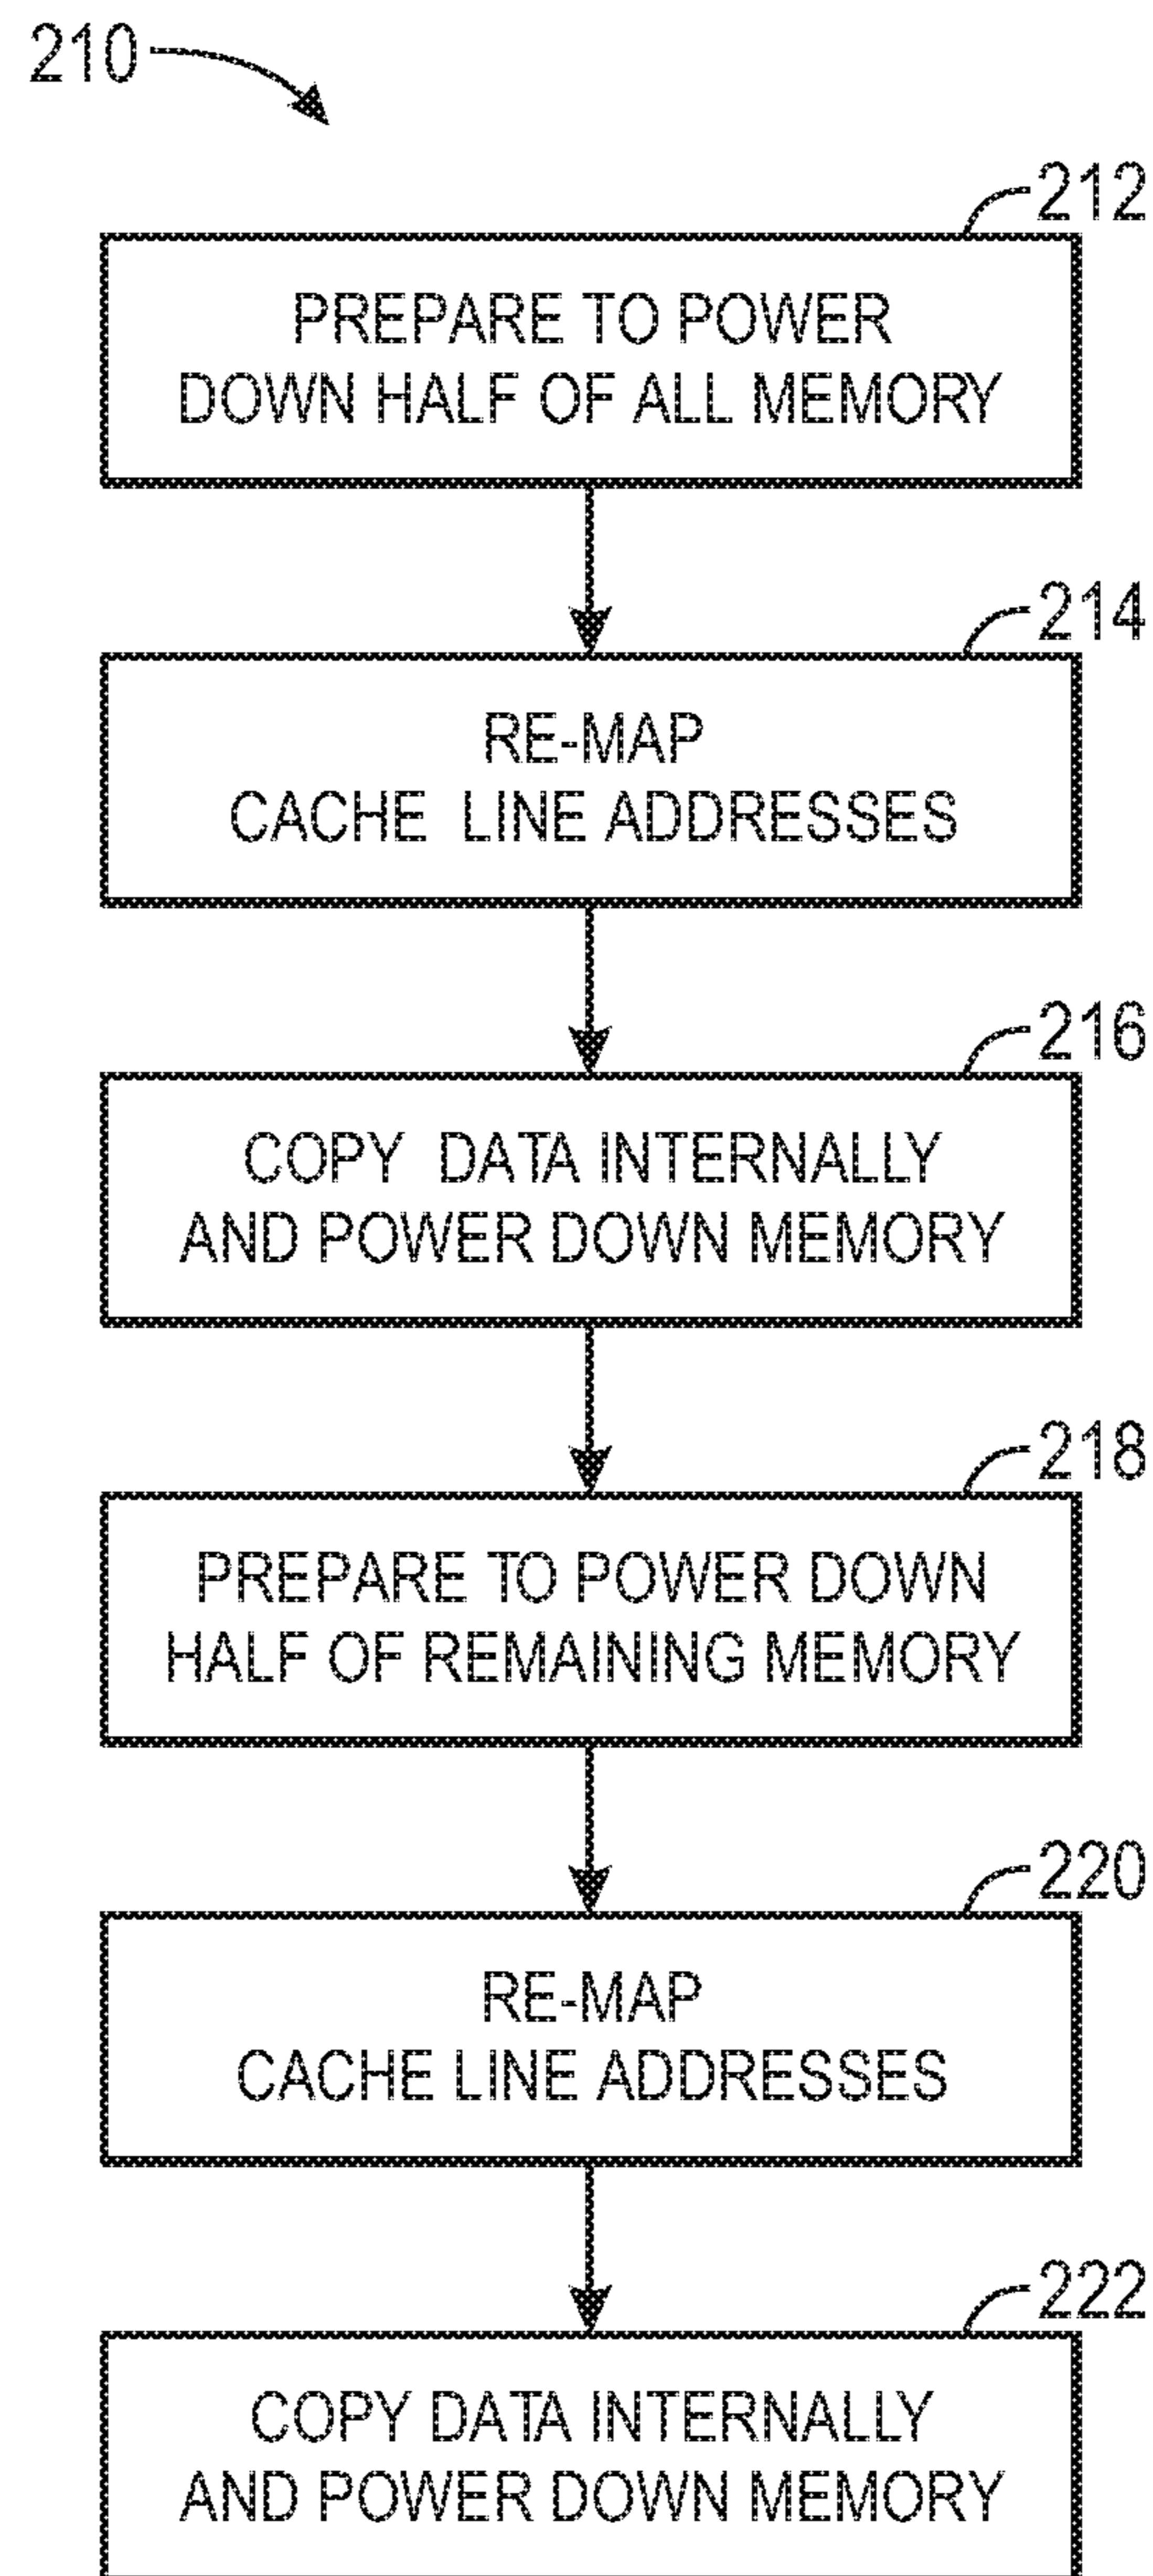 210
212
PREPARE TO POWER
DOWN HALF OF ALL MEMORY
214
RE-MAP
CACHE LINE ADDRESSES
216
COPY DATA INTERNALLY
AND POWER DOWN MEMORY
218
PREPARE TO POWER DOWN
HALF OF REMAINING MEMORY
220
RE-MAP
CACHE LINE ADDRESSES
222
COPY DATA INTERNALLY
AND POWER DOWN MEMORY